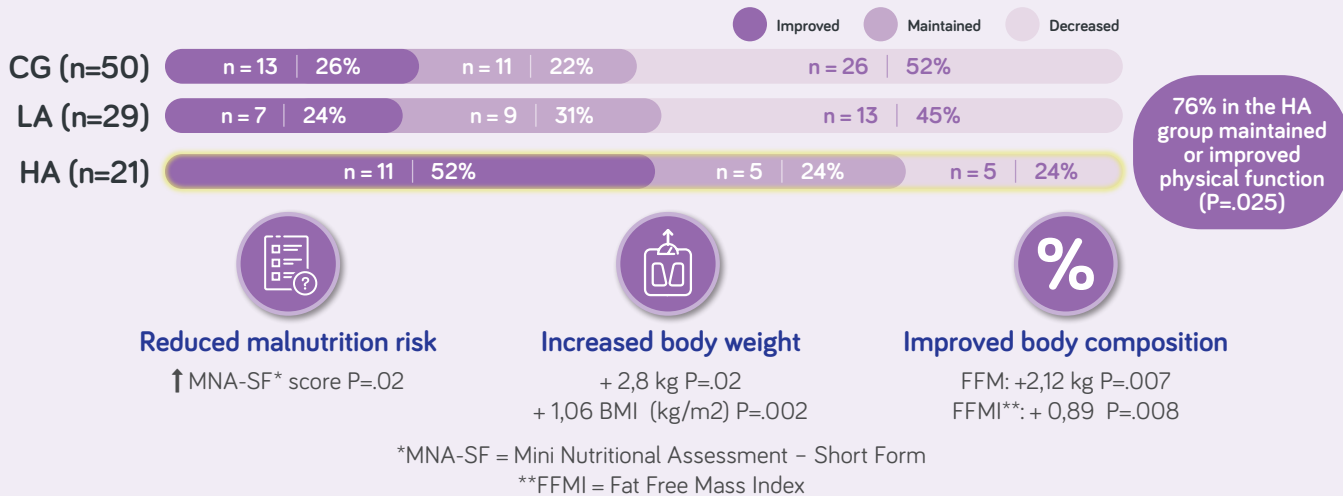 Improved Maintained Decreased
CG (n=50) n = 13 26% n = 11 22% n = 26 52%
LA (n=29) n = 7 24% n = 9 31% n = 13 45%
HA (n=21) n = 11 52% n = 5 24% n = 5 24%
76% in the HA
group maintained
or improved
physical function
(P=.025)
?
%
Reduced malnutrition risk
↑ MNA-SF* score P=.02
Increased body weight
+ 2,8 kg P=.02
+ 1,06 BMI (kg/m2) P=.002
Improved body composition
FFM: +2,12 kg P=.007
FFMI**: + 0,89 P=.008
*MNA-SF = Mini Nutritional Assessment – Short Form
**FFMI = Fat Free Mass Index